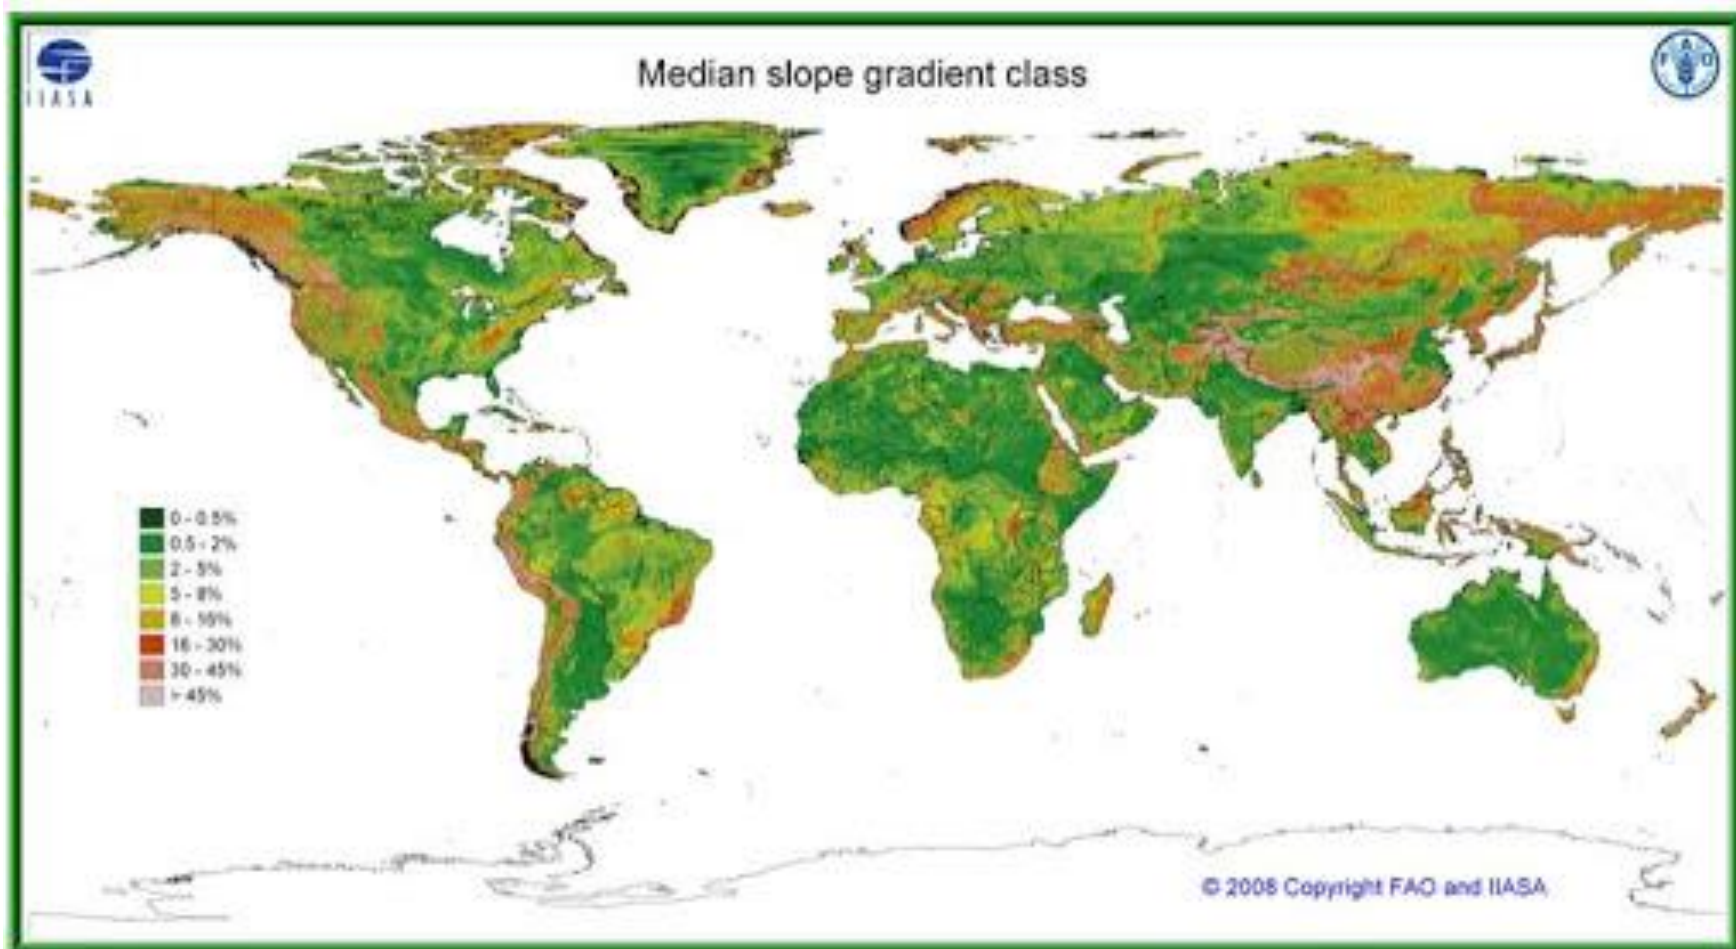 IIASA
Median slope gradient class
F A O
0 - 0.5%
0.5 - 2%
2 - 5%
5 - 8%
8 - 16%
16 - 30%
30 - 45%
> 45%
© 2008 Copyright FAO and IIASA